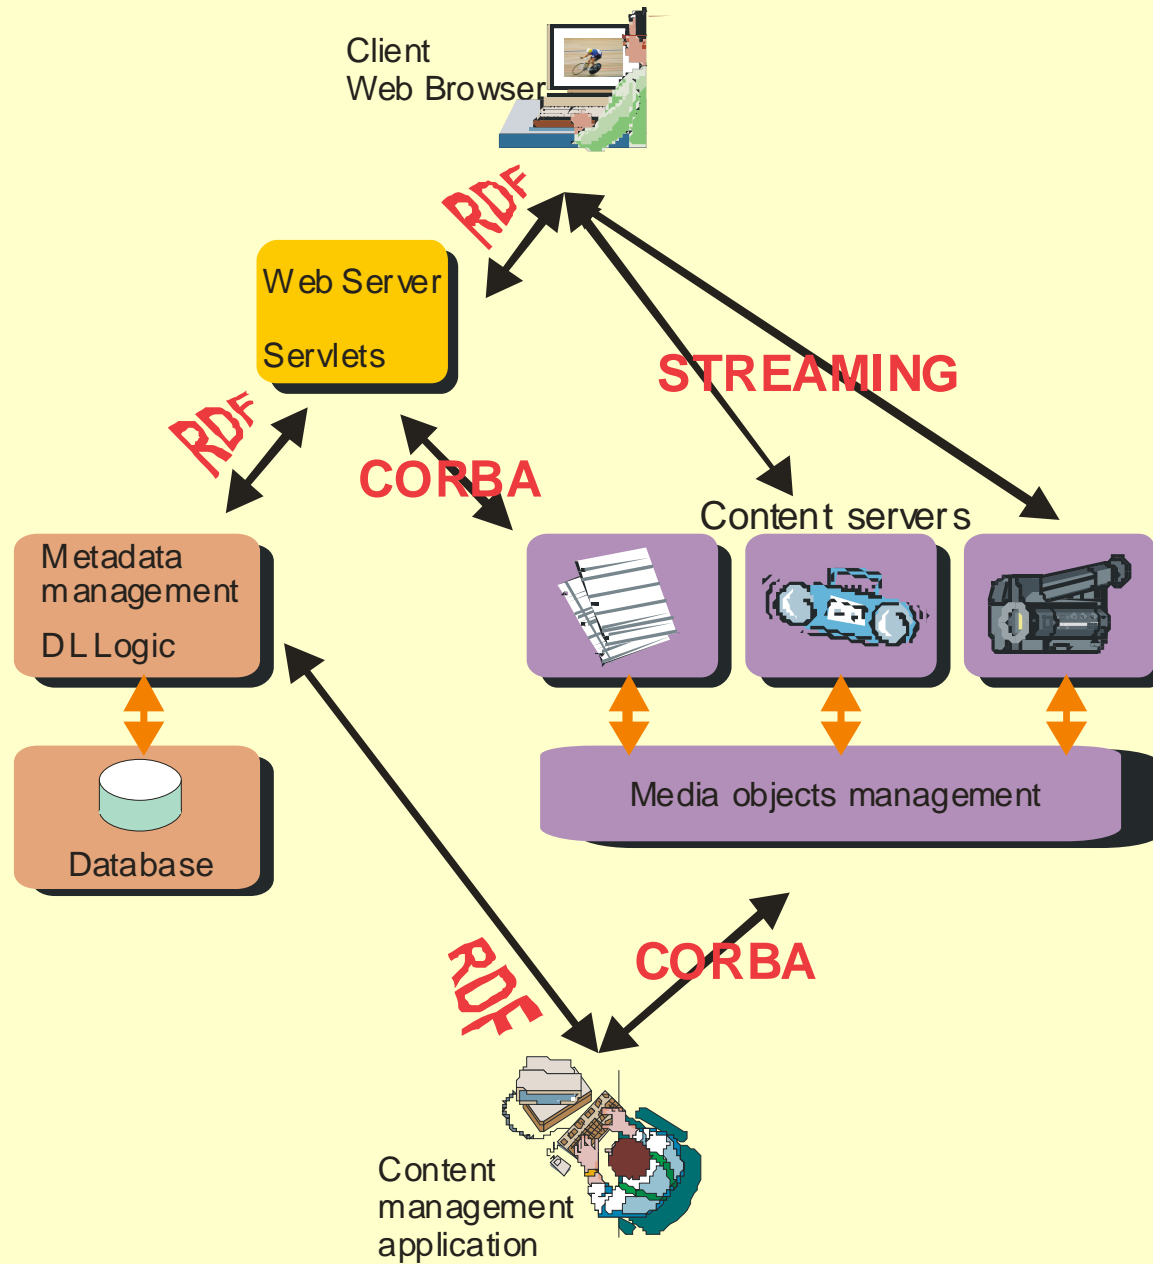 Client
Web Browser
RDF
Web Server
Servlets
STREAMING
RDF
CORBA
Content servers
Metadata
management
DL Logic
Media objects management
Database
RDF
CORBA
Content
management
application